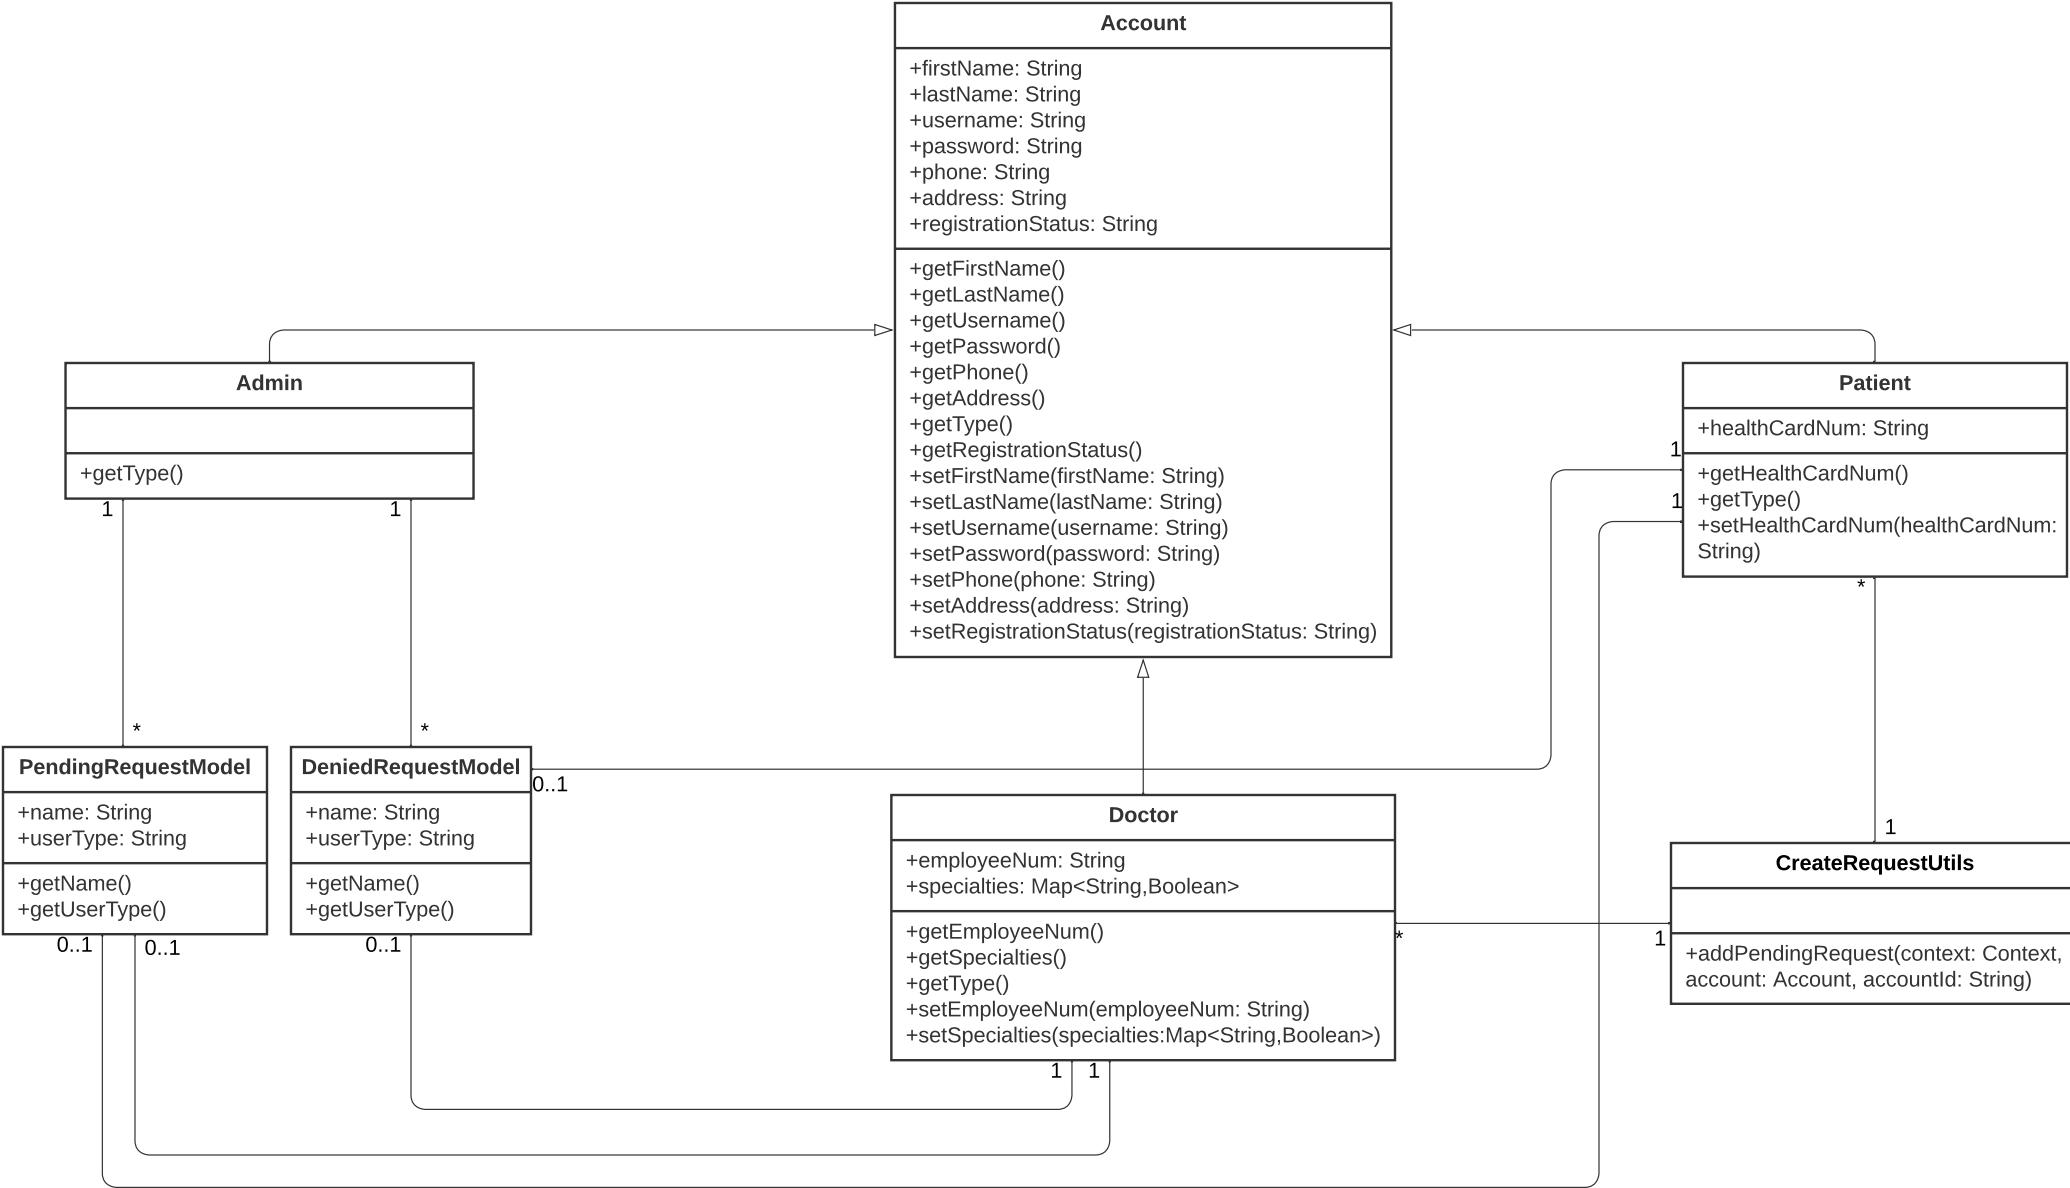 Account
+firstName: String
+lastName: String
+username: String
+password: String
+phone: String
+address: String
+registrationStatus: String
+getFirstName()
+getLastName()
+getUsername()
+getPassword()
+getPhone()
+getAddress()
+getType()
+getRegistrationStatus()
+setFirstName(firstName: String)
+setLastName(lastName: String)
+setUsername(username: String)
+setPassword(password: String)
+setPhone(phone: String)
+setAddress(address: String)
+setRegistrationStatus(registrationStatus: String)
Admin
+getType()
1
1
Patient
+healthCardNum: String
+getHealthCardNum()
+getType()
+setHealthCardNum(healthCardNum:
String)
1
1
*
*
*
PendingRequestModel
+name: String
+userType: String
+getName()
+getUserType()
0..1
0..1
DeniedRequestModel
+name: String
+userType: String
+getName()
+getUserType()
0..1
0..1
Doctor
+employeeNum: String
+specialties: Map<String,Boolean>
+getEmployeeNum()
+getSpecialties()
+getType()
+setEmployeeNum(employeeNum: String)
+setSpecialties(specialties:Map<String,Boolean>)
*
1
1
1
1
CreateRequestUtils
+addPendingRequest(context: Context,
account: Account, accountId: String)